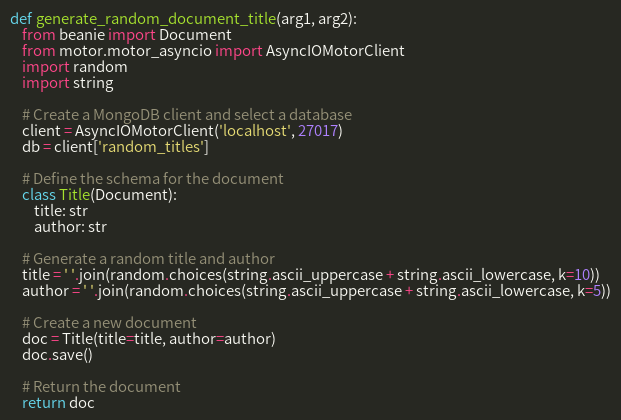 def generate_random_document_title(arg1, arg2):
    from beanie import Document
    from motor.motor_asyncio import AsyncIOMotorClient
    import random
    import string

    # Create a MongoDB client and select a database
    client = AsyncIOMotorClient('localhost', 27017)
    db = client['random_titles']

    # Define the schema for the document
    class Title(Document):
        title: str
        author: str

    # Generate a random title and author
    title = ' '.join(random.choices(string.ascii_uppercase + string.ascii_lowercase, k=10))
    author = ' '.join(random.choices(string.ascii_uppercase + string.ascii_lowercase, k=5))

    # Create a new document
    doc = Title(title=title, author=author)
    doc.save()

    # Return the document
    return doc